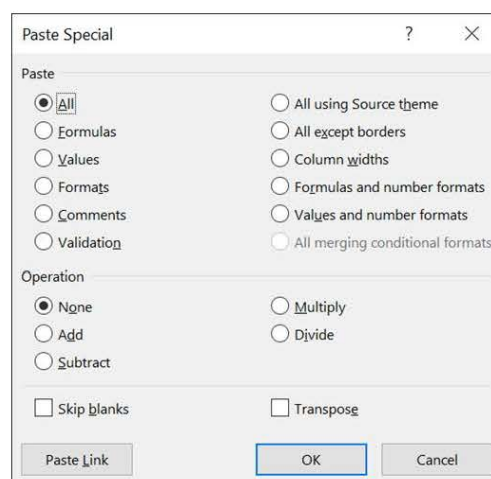 Paste Special
Paste
All
All using Source theme
Formulas
All except borders
Values
Column widths
Formats
Formulas and number formats
Comments
Values and number formats
Validation
All merging conditional formats
Operation
None
Multiply
Add
Divide
Subtract
Skip blanks
Transpose
Paste Link
OK
Cancel